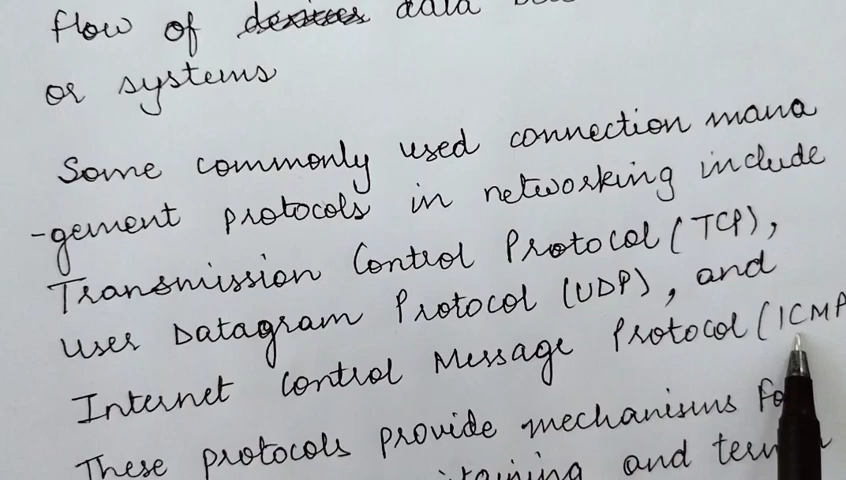 flow of data
or systems
Some commonly used connection mana
-gement protocols in networking include
Transmission Control Protocol (TCP),
User Datagram Protocol (UDP), and
Internet Control Message Protocol (ICMP
These protocols provide mechanisms for
and